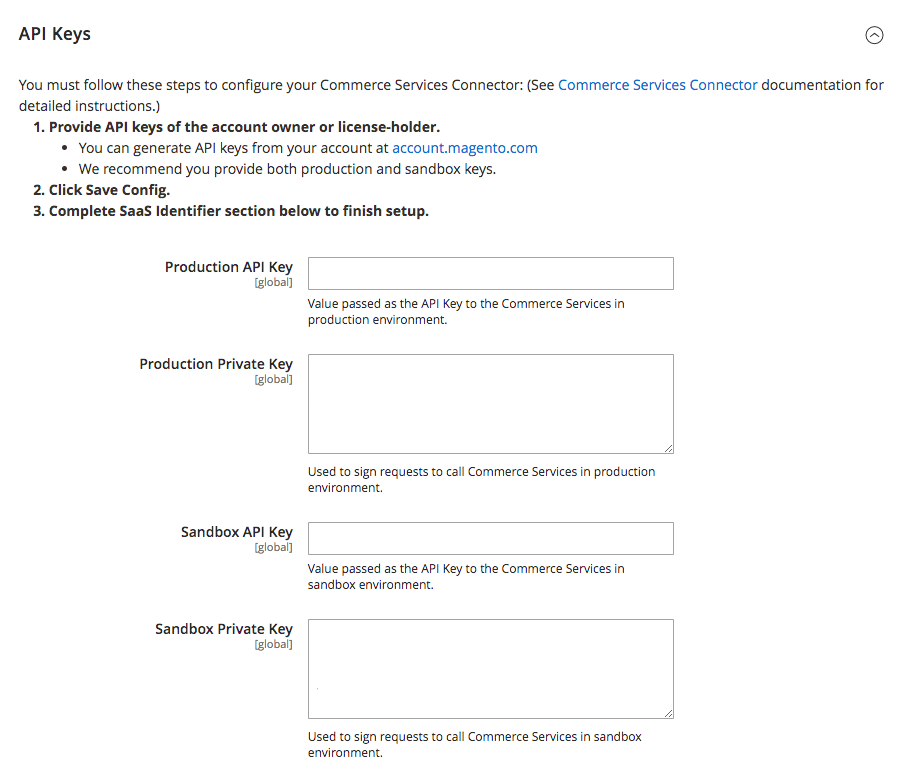 API Keys
You must follow these steps to configure your Commerce Services Connector: (See Commerce Services Connector documentation for
detailed instructions.)
1. Provide API keys of the account owner or license-holder.
• You can generate API keys from your account at account.magento.com
• We recommend you provide both production and sandbox keys.
2. Click Save Config.
3. Complete SaaS Identifier section below to finish setup.
Production API Key
[global]
Value passed as the API Key to the Commerce Services in
production environment.
Production Private Key
[global]
Used to sign requests to call Commerce Services in production
environment.
Sandbox API Key
[global]
Value passed as the API Key to the Commerce Services in
sandbox environment.
Sandbox Private Key
[global]
Used to sign requests to call Commerce Services in sandbox
environment.